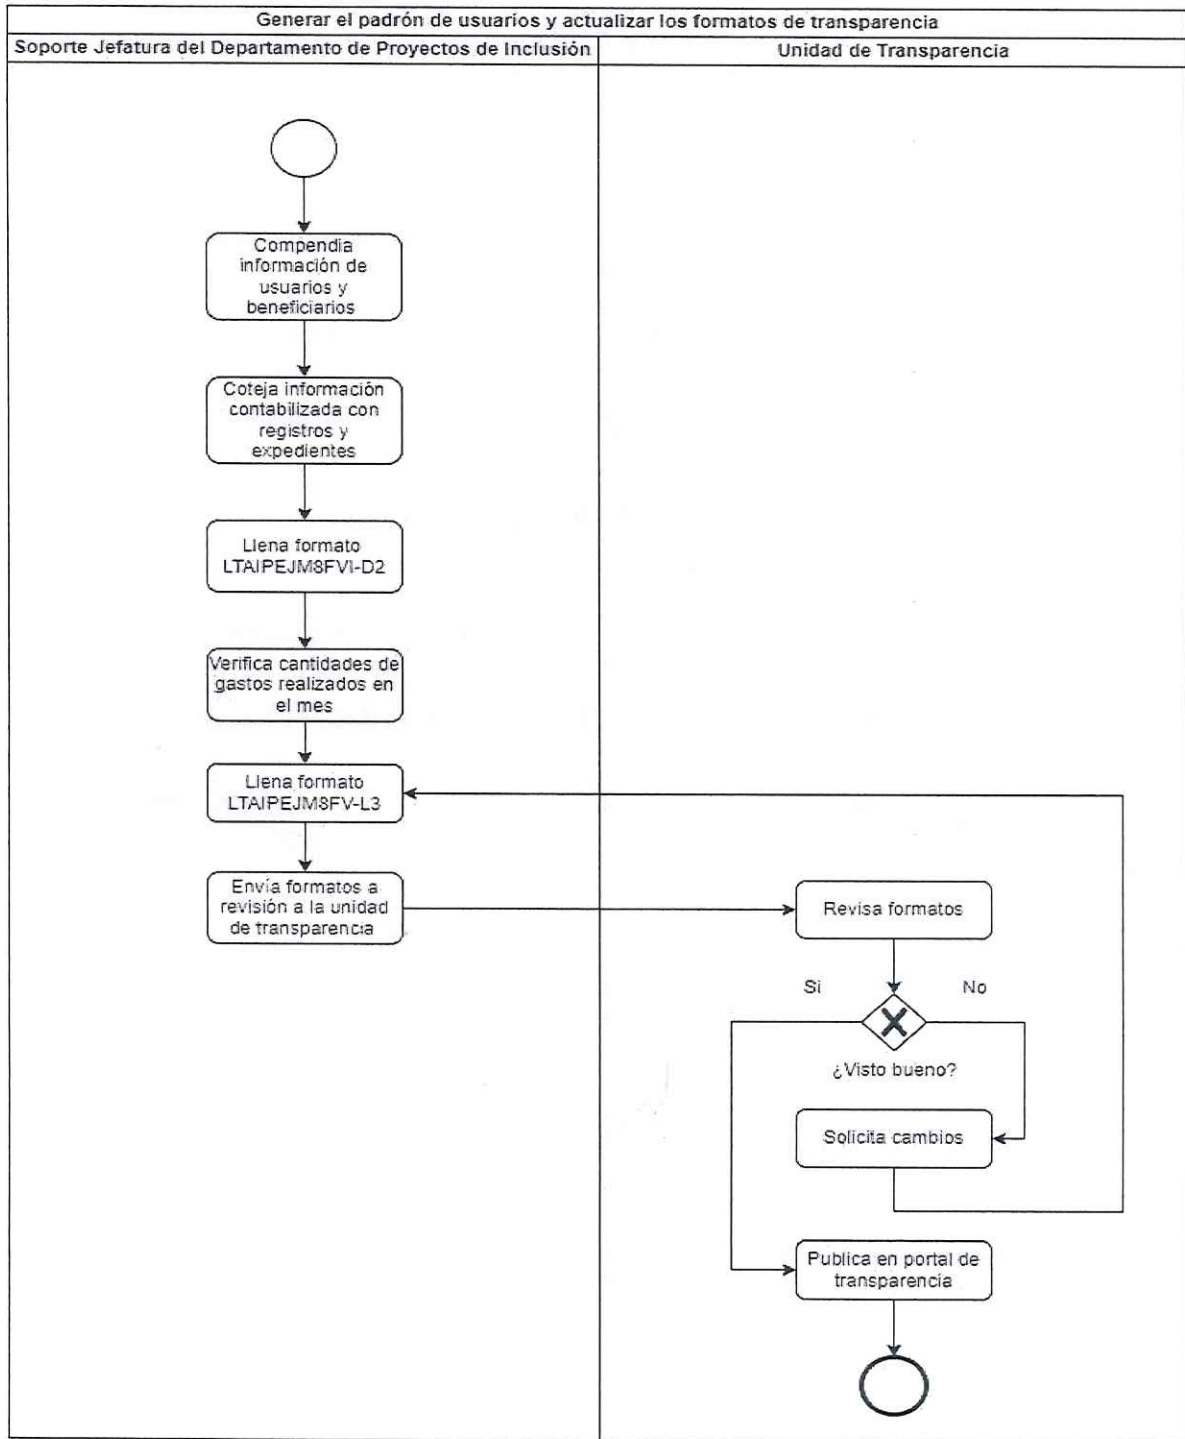 Generar el padrón de usuarios y actualizar los formatos de transparencia
Soporte Jefatura del Departamento de Proyectos de Inclusión
Unidad de Transparencia
Compendia
información de
usuarios y
beneficiarios
Coteja información
contabilizada con
registros y
expedientes
Llena formato
LTAIPEJM8FVI-D2
Verifica cantidades de
gastos realizados en
el mes
Llena formato
LTAIPEJM8FV-L3
Envía formatos a
revisión a la unidad
de transparencia
Revisa formatos
Si
No
¿Visto bueno?
Solicita cambios
Publica en portal de
transparencia